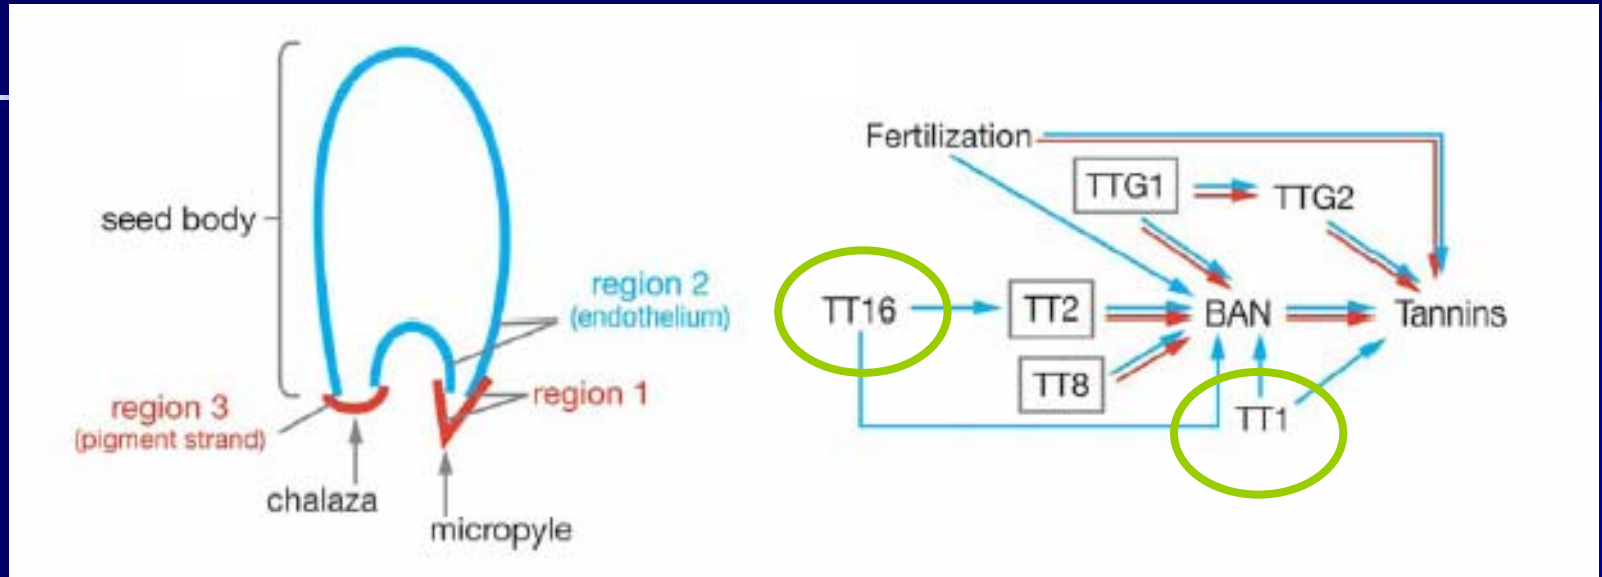 seed body
region 2
(endothelium)
region 1
region 3
(pigment strand)
chalaza
micropyle
Fertilization
TTG1
TTG2
TT16
TT2
BAN
Tannins
TT8
TT1